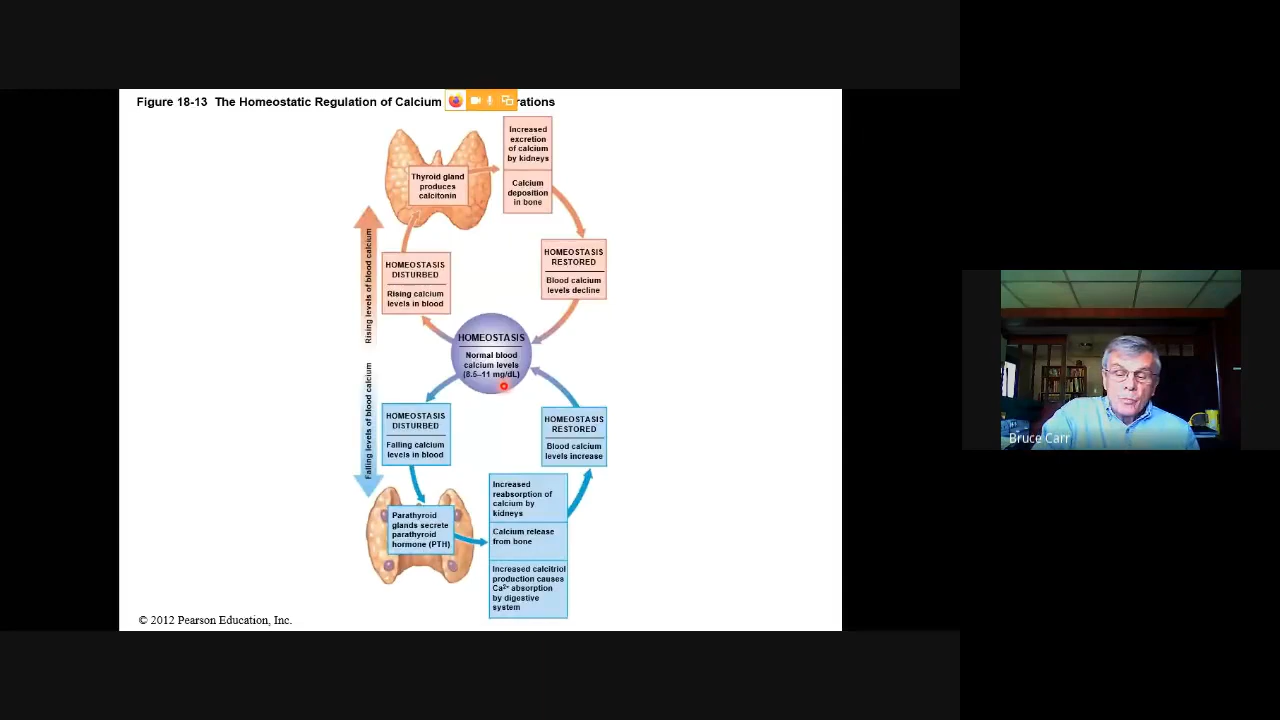 Figure 18-13 The Homeostatic Regulation of Calcium rations
Increased
excretion
of calcium
by kidneys
Thyroid gland
produces
calcitonin
Calcium
deposition
in bone
Rising levels of blood calcium
HOMEOSTASIS
DISTURBED
Rising calcium
levels in blood
HOMEOSTASIS
RESTORED
Blood calcium
levels decline
HOMEOSTASIS
Normal blood
calcium levels
(8.5–11 mg/dL)
Falling levels of blood calcium
HOMEOSTASIS
DISTURBED
Falling calcium
levels in blood
HOMEOSTASIS
RESTORED
Blood calcium
levels increase
Parathyroid
glands secrete
parathyroid
hormone (PTH)
Increased
reabsorption of
calcium by
kidneys
Calcium release
from bone
Increased calcitriol
production causes
Ca²⁺ absorption
by digestive
system
© 2012 Pearson Education, Inc.
Bruce Carr